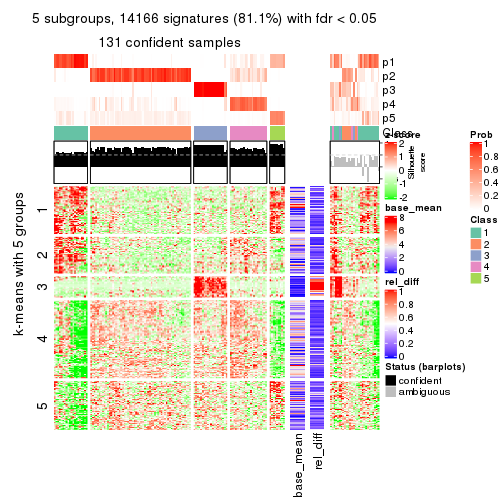 5 subgroups, 14166 signatures (81.1%) with fdr < 0.05
131 confident samples
p1
p2
p3
p4
p5
Class
z-score
2
1
0
-1
-2
Silhouette
score
Prob
1
0.8
0.6
0.4
0.2
0
base_mean
8
6
4
2
0
Class
1
2
3
4
5
rel_diff
1
0.8
0.6
0.4
0.2
0
Status (barplots)
confident
ambiguous
k-means with 5 groups
1
2
3
4
5
base_mean
rel_diff